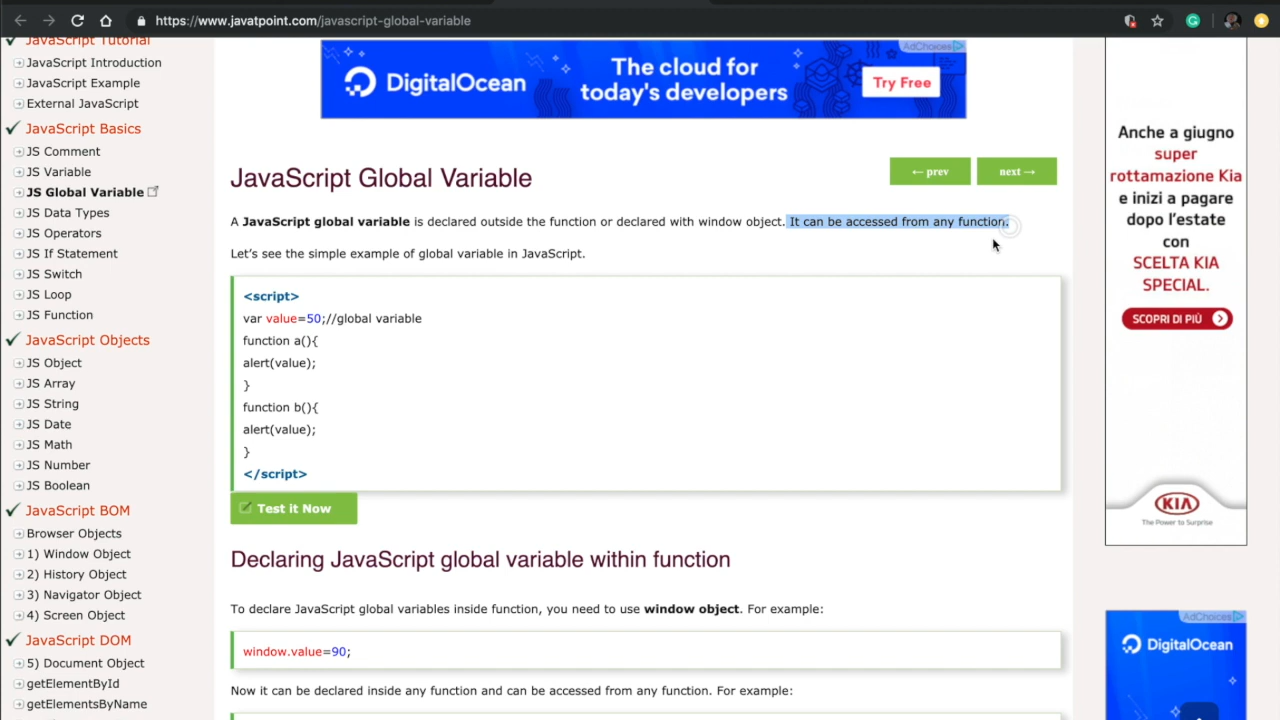 https://www.javatpoint.com/javascript-global-variable
JavaScript Tutorial
JavaScript Introduction
JavaScript Example
External JavaScript
JavaScript Basics
JS Comment
JS Variable
JS Global Variable
JS Data Types
JS Operators
JS If Statement
JS Switch
JS Loop
JS Function
JavaScript Objects
JS Object
JS Array
JS String
JS Date
JS Math
JS Number
JS Boolean
JavaScript BOM
Browser Objects
1) Window Object
2) History Object
3) Navigator Object
4) Screen Object
JavaScript DOM
5) Document Object
getElementById
getElementsByName
AdChoices
DigitalOcean
The cloud for
today's developers
Try Free
JavaScript Global Variable
← prev
next →
A JavaScript global variable is declared outside the function or declared with window object. It can be accessed from any function.
Let's see the simple example of global variable in JavaScript.
<script>
var value=50;//global variable
function a(){
alert(value);
}
function b(){
alert(value);
}
</script>
Test it Now
Declaring JavaScript global variable within function
To declare JavaScript global variables inside function, you need to use window object. For example:
window.value=90;
Now it can be declared inside any function and can be accessed from any function. For example:
Anche a giugno
super
rottamazione Kia
e inizi a pagare
dopo l'estate
con
SCELTA KIA
SPECIAL.
SCOPRI DI PIÙ
KIA
The Power to Surprise
AdChoices
DigitalOcean